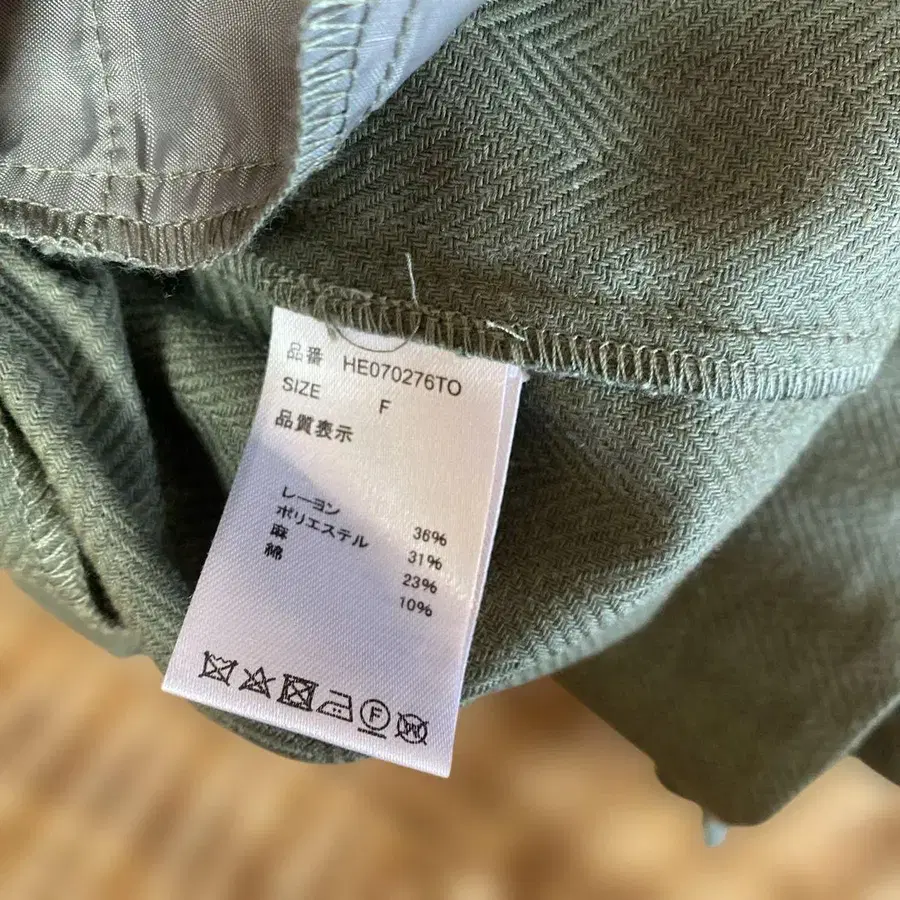 品番 HE070276TO
SIZE F
品質表示
レーヨン 36%
ポリエステル 31%
麻 23%
綿 10%
F
W